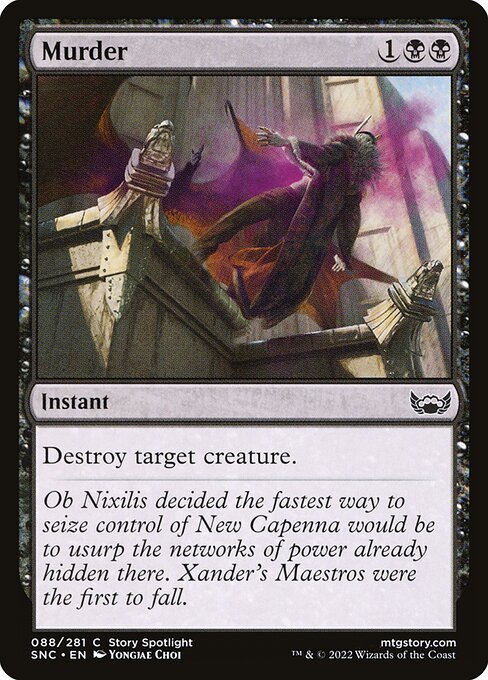 Murder 1
Instant
Destroy target creature.
Ob Nixilis decided the fastest way to
seize control of New Capenna would be
to usurp the networks of power already
hidden there. Xander's Maestros were
the first to fall.
088/281 C Story Spotlight mtgstory.com
SNC • EN Yongjae Choi ™ & © 2022 Wizards of the Coast